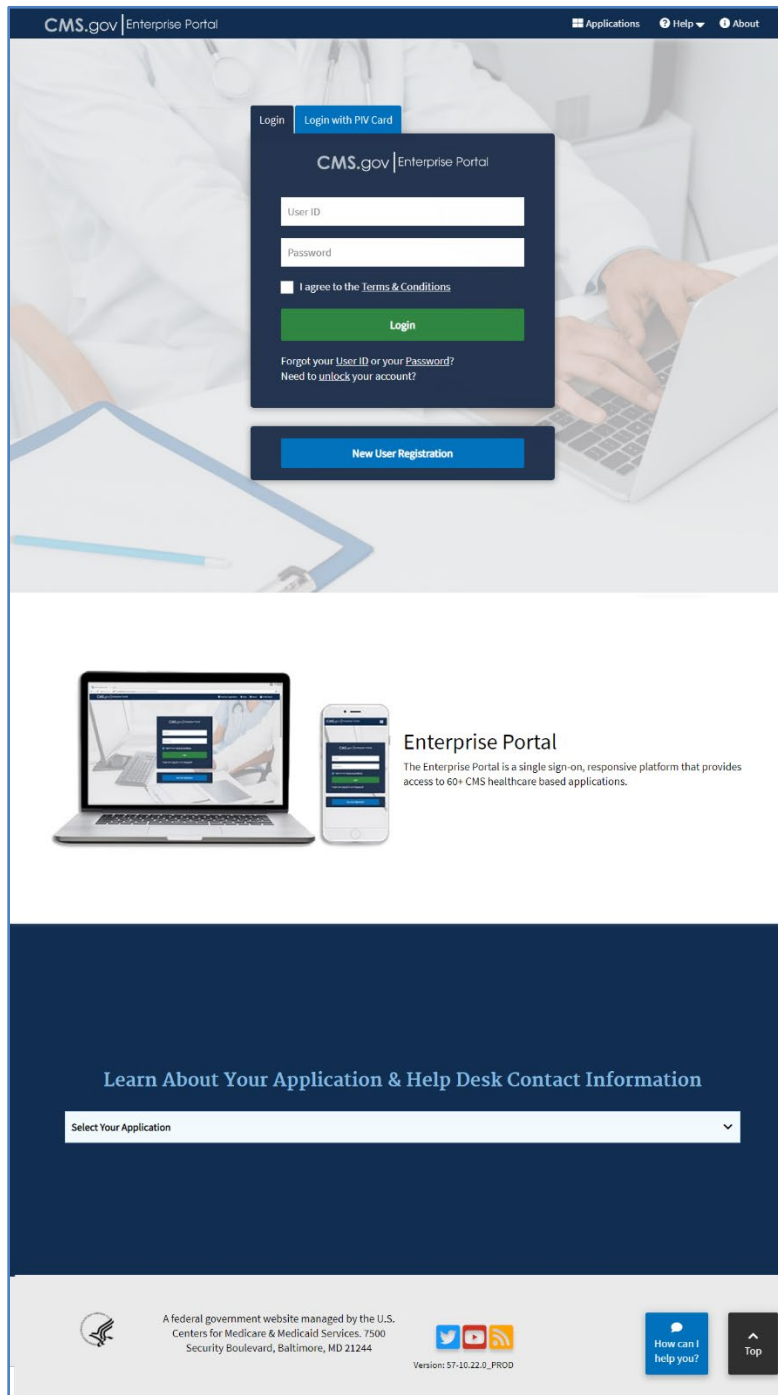 CMS.gov Enterprise Portal
Applications
Help
About
Login
Login with PIV Card
CMS.gov Enterprise Portal
User ID
Password
I agree to the Terms & Conditions
Login
Forgot your User ID or your Password?
Need to unlock your account?
New User Registration
Enterprise Portal
The Enterprise Portal is a single sign-on, responsive platform that provides
access to 60+ CMS healthcare based applications.
Learn About Your Application & Help Desk Contact Information
Select Your Application
A federal government website managed by the U.S.
Centers for Medicare & Medicaid Services. 7500
Security Boulevard, Baltimore, MD 21244
Version: 57-10.22.0_PROD
How can I
help you?
Top